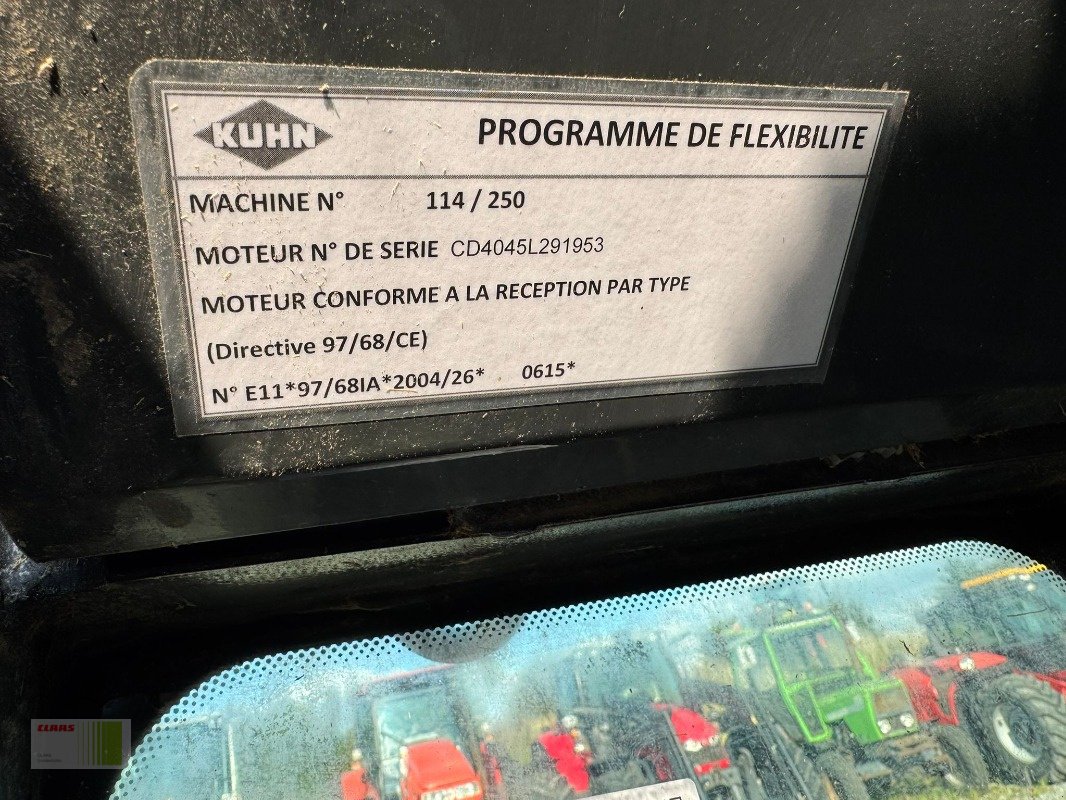 KUHN
PROGRAMME DE FLEXIBILITE
MACHINE N° 114 / 250
MOTEUR N° DE SERIE CD4045L291953
MOTEUR CONFORME A LA RECEPTION PAR TYPE
(Directive 97/68/CE)
N° E11*97/68IA*2004/26* 0615*
CLAAS